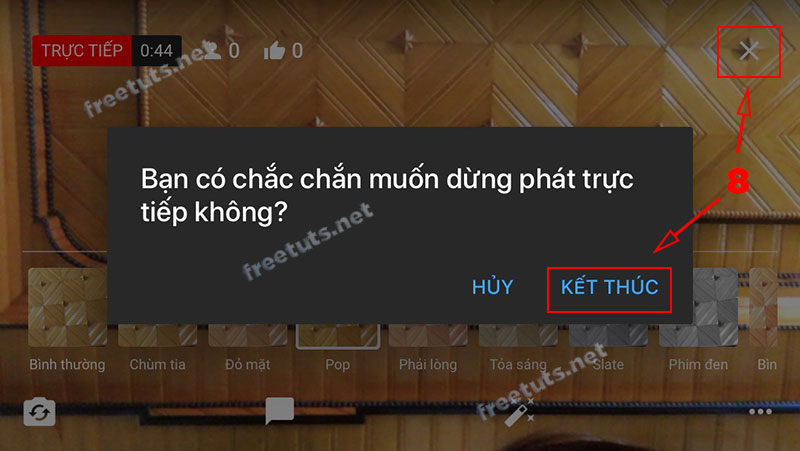 TRỰC TIẾP 0:44 0 0
freetuts.net
8
Bạn có chắc chắn muốn dừng phát trực
tiếp không?
freetuts.net
HỦY KẾT THÚC
Bình thường Chùm tia Đỏ mặt Pop Phải lòng Tỏa sáng Slate Phim đen Bìn
freetuts.net